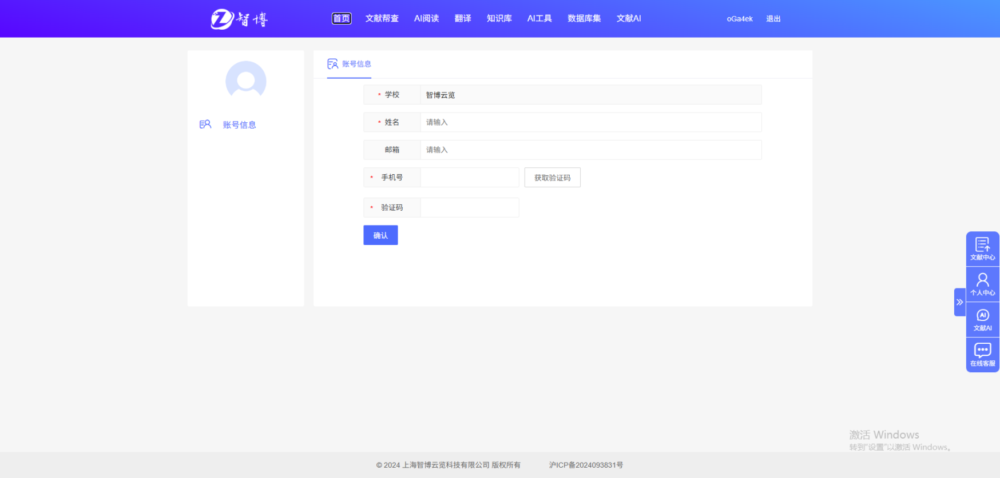 智博
首页 文献帮查 AI阅读 翻译 知识库 AI工具 数据库集 文献AI
oGa4ek 退出
账号信息
账号信息
* 学校 智博云览
* 姓名 请输入
邮箱 请输入
* 手机号 获取验证码
* 验证码
确认
文献中心
个人中心
AI
文献AI
在线客服
激活 Windows
转到"设置"以激活 Windows。
© 2024 上海智博云览科技有限公司 版权所有 沪ICP备2024093831号